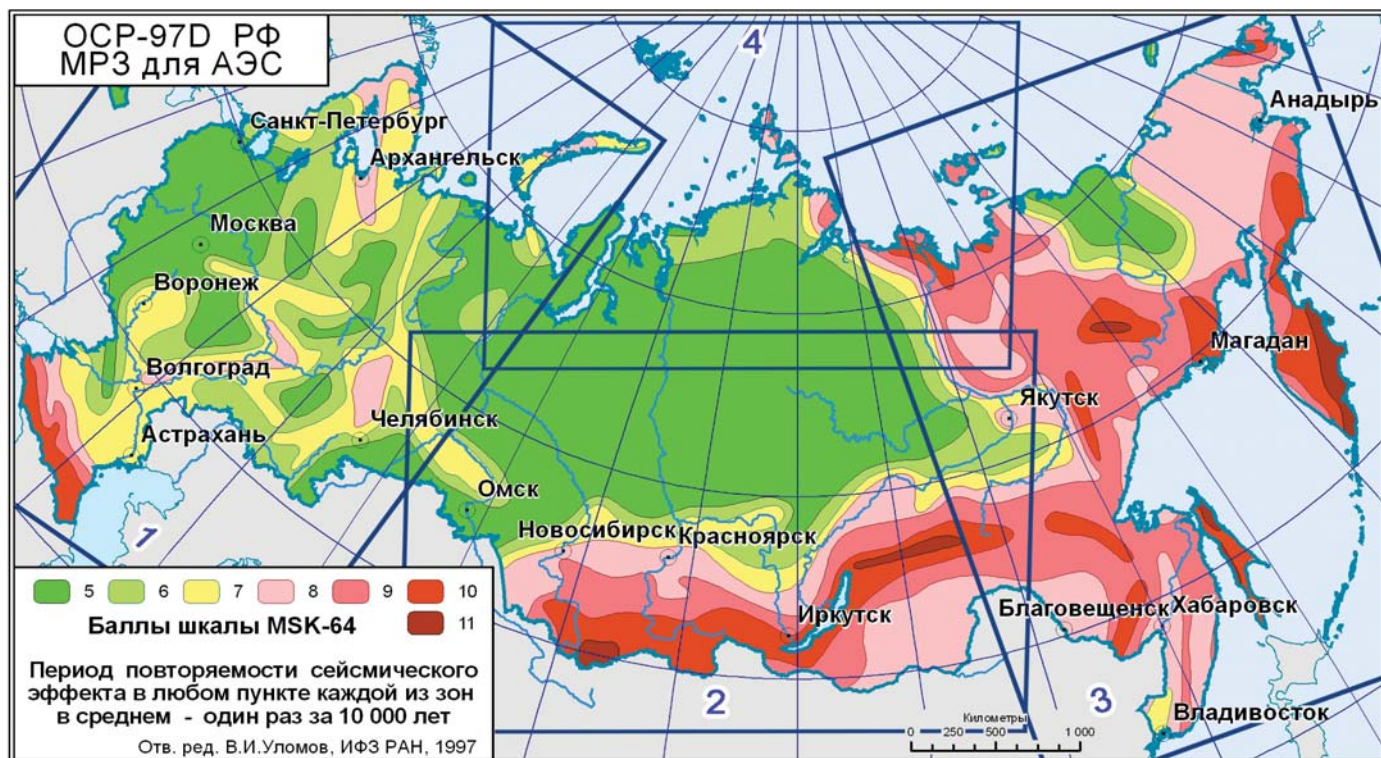 ОСР-97D РФ
МРЗ для АЭС
4
Анадырь
Санкт-Петербург
Архангельск
Москва
Воронеж
Магадан
Волгоград
Якутск
Челябинск
Астрахань
Омск
Новосибирск
Красноярск
1
Иркутск
Благовещенск
Хабаровск
2
3
Владивосток
5 6 7 8 9 10
Баллы шкалы MSK-64 11
Период повторяемости сейсмического
эффекта в любом пункте каждой из зон
в среднем - один раз за 10 000 лет
Отв. ред. В.И.Уломов, ИФЗ РАН, 1997
Километры
0 250 500 1 000